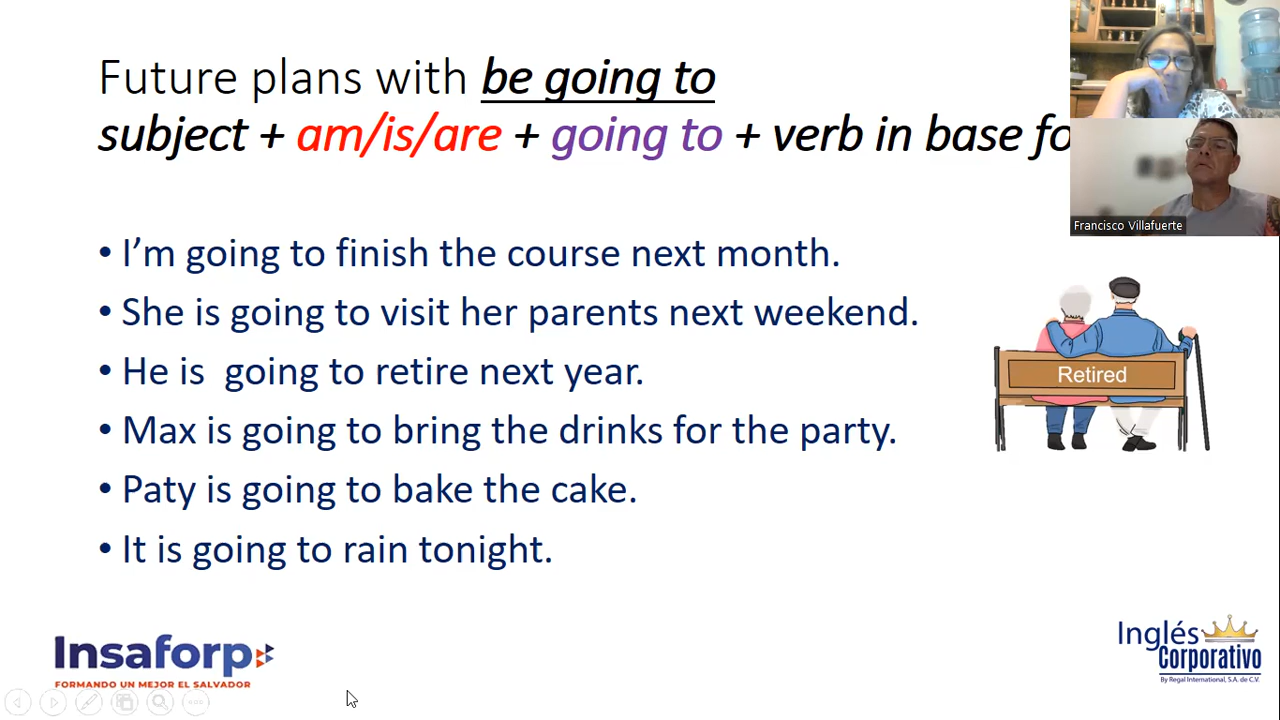 Future plans with be going to
subject + am/is/are + going to + verb in base fo
Francisco Villafuerte
• I’m going to finish the course next month.
• She is going to visit her parents next weekend.
• He is  going to retire next year.
• Max is going to bring the drinks for the party.
• Paty is going to bake the cake.
• It is going to rain tonight.
Retired
Insaforp
FORMANDO UN MEJOR EL SALVADOR
Inglés
Corporativo
By Regal International, S.A. de C.V.